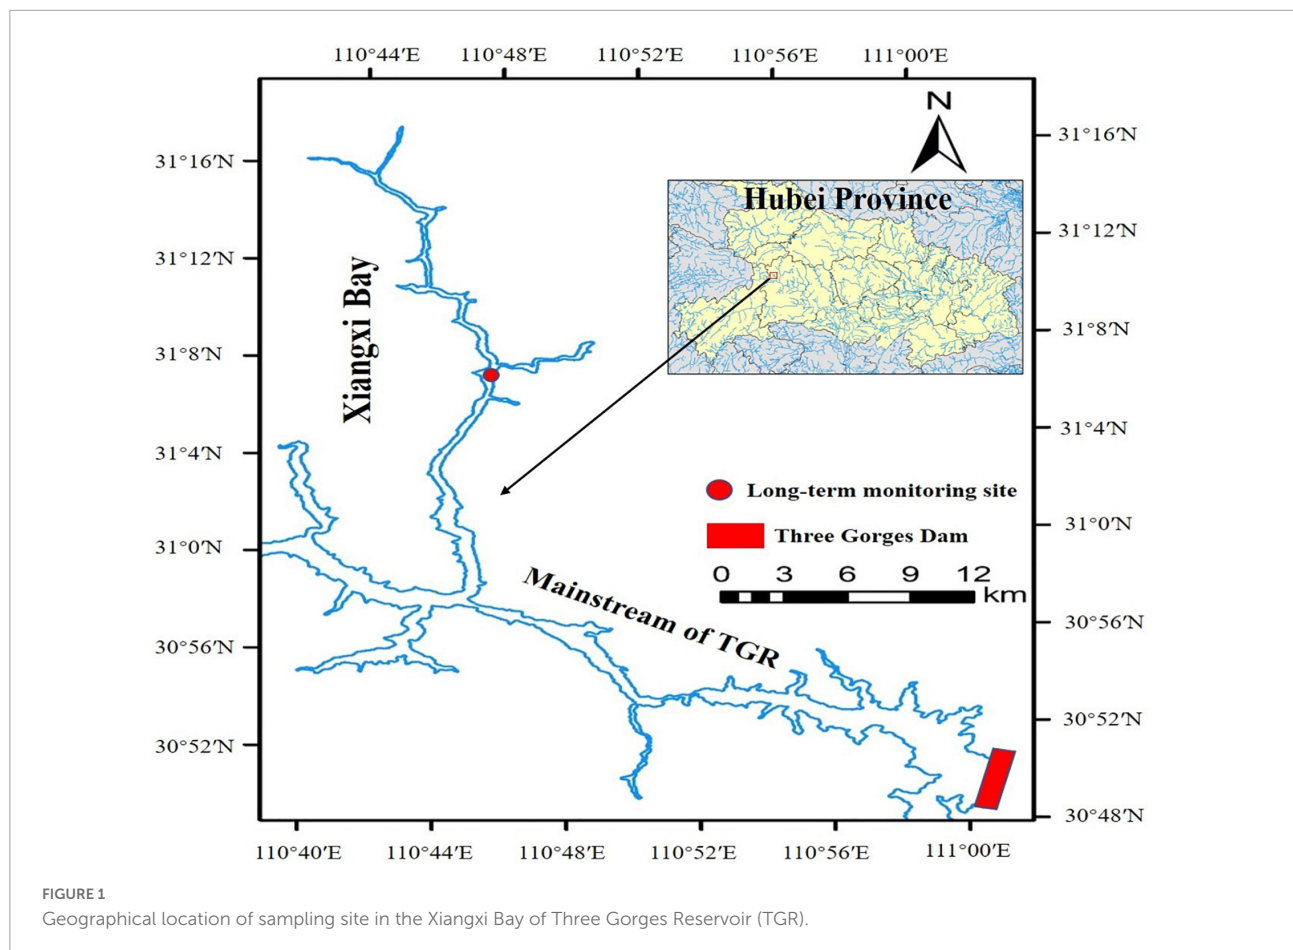 110°44′E 110°48′E 110°52′E 110°56′E 111°00′E
N
31°16′N
31°16′N
Hubei Province
31°12′N
31°12′N
Xiangxi Bay
31°8′N
31°8′N
31°4′N
31°4′N
Long-term monitoring site
31°0′N
Three Gorges Dam
31°0′N
0 3 6 9 12
km
Mainstream of TGR
30°56′N
30°56′N
30°52′N
30°52′N
30°48′N
110°40′E 110°44′E 110°48′E 110°52′E 110°56′E 111°00′E
FIGURE 1
Geographical location of sampling site in the Xiangxi Bay of Three Gorges Reservoir (TGR).